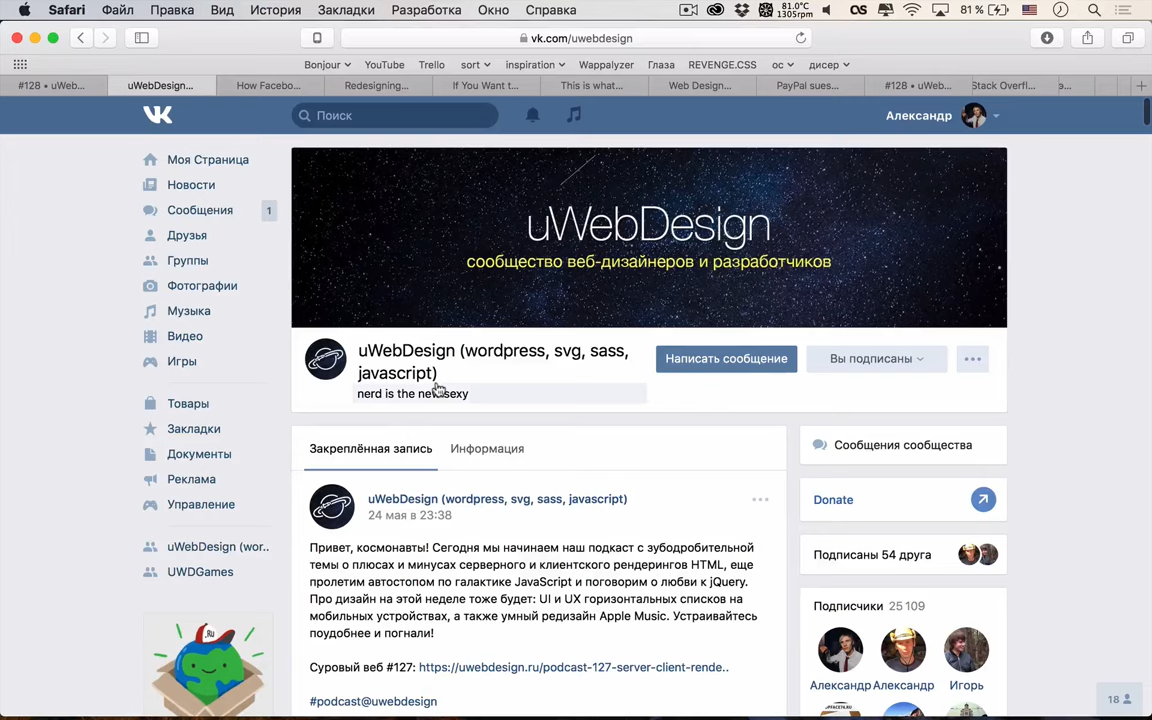 Safari Файл Правка Вид История Закладки Разработка Окно Справка
81.0°C
1305rpm
81 %
vk.com/uwebdesign
Bonjour YouTube Trello sort inspiration Wappalyzer Глаза REVENGE.CSS ос дисер
#128 • uWeb... uWebDesign... How Facebo... Redesigning... If You Want t... This is what... Web Design... PayPal sues... #128 • uWeb... Stack Overfl...
Поиск
Александр
Моя Страница
Новости
Сообщения 1
Друзья
Группы
Фотографии
Музыка
Видео
Игры
Товары
Закладки
Документы
Реклама
Управление
uWebDesign (wor..
UWDGames
.RU
uWebDesign
сообщество веб-дизайнеров и разработчиков
uWebDesign (wordpress, svg, sass,
javascript)
nerd is the new sexy
Написать сообщение
Вы подписаны
Закреплённая запись Информация
uWebDesign (wordpress, svg, sass, javascript)
24 мая в 23:38
Привет, космонавты! Сегодня мы начинаем наш подкаст с зубодробительной
темы о плюсах и минусах серверного и клиентского рендерингов HTML, еще
пролетим автостопом по галактике JavaScript и поговорим о любви к jQuery.
Про дизайн на этой неделе тоже будет: UI и UX горизонтальных списков на
мобильных устройствах, а также умный редизайн Apple Music. Устраивайтесь
поудобнее и погнали!
Суровый веб #127: https://uwebdesign.ru/podcast-127-server-client-rende..
#podcast@uwebdesign
Сообщения сообщества
Donate
Подписаны 54 друга
Подписчики 25 109
Александр Александр Игорь
18